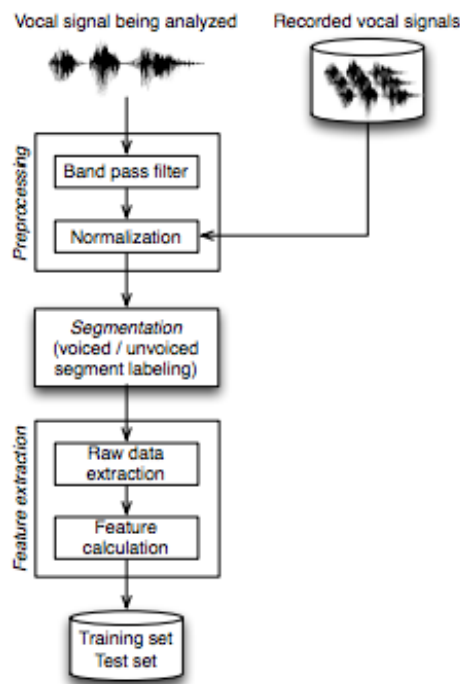 Vocal signal being analyzed
Recorded vocal signals
Preprocessing
Band pass filter
Normalization
Segmentation
(voiced / unvoiced
segment labeling)
Feature extraction
Raw data
extraction
Feature
calculation
Training set
Test set